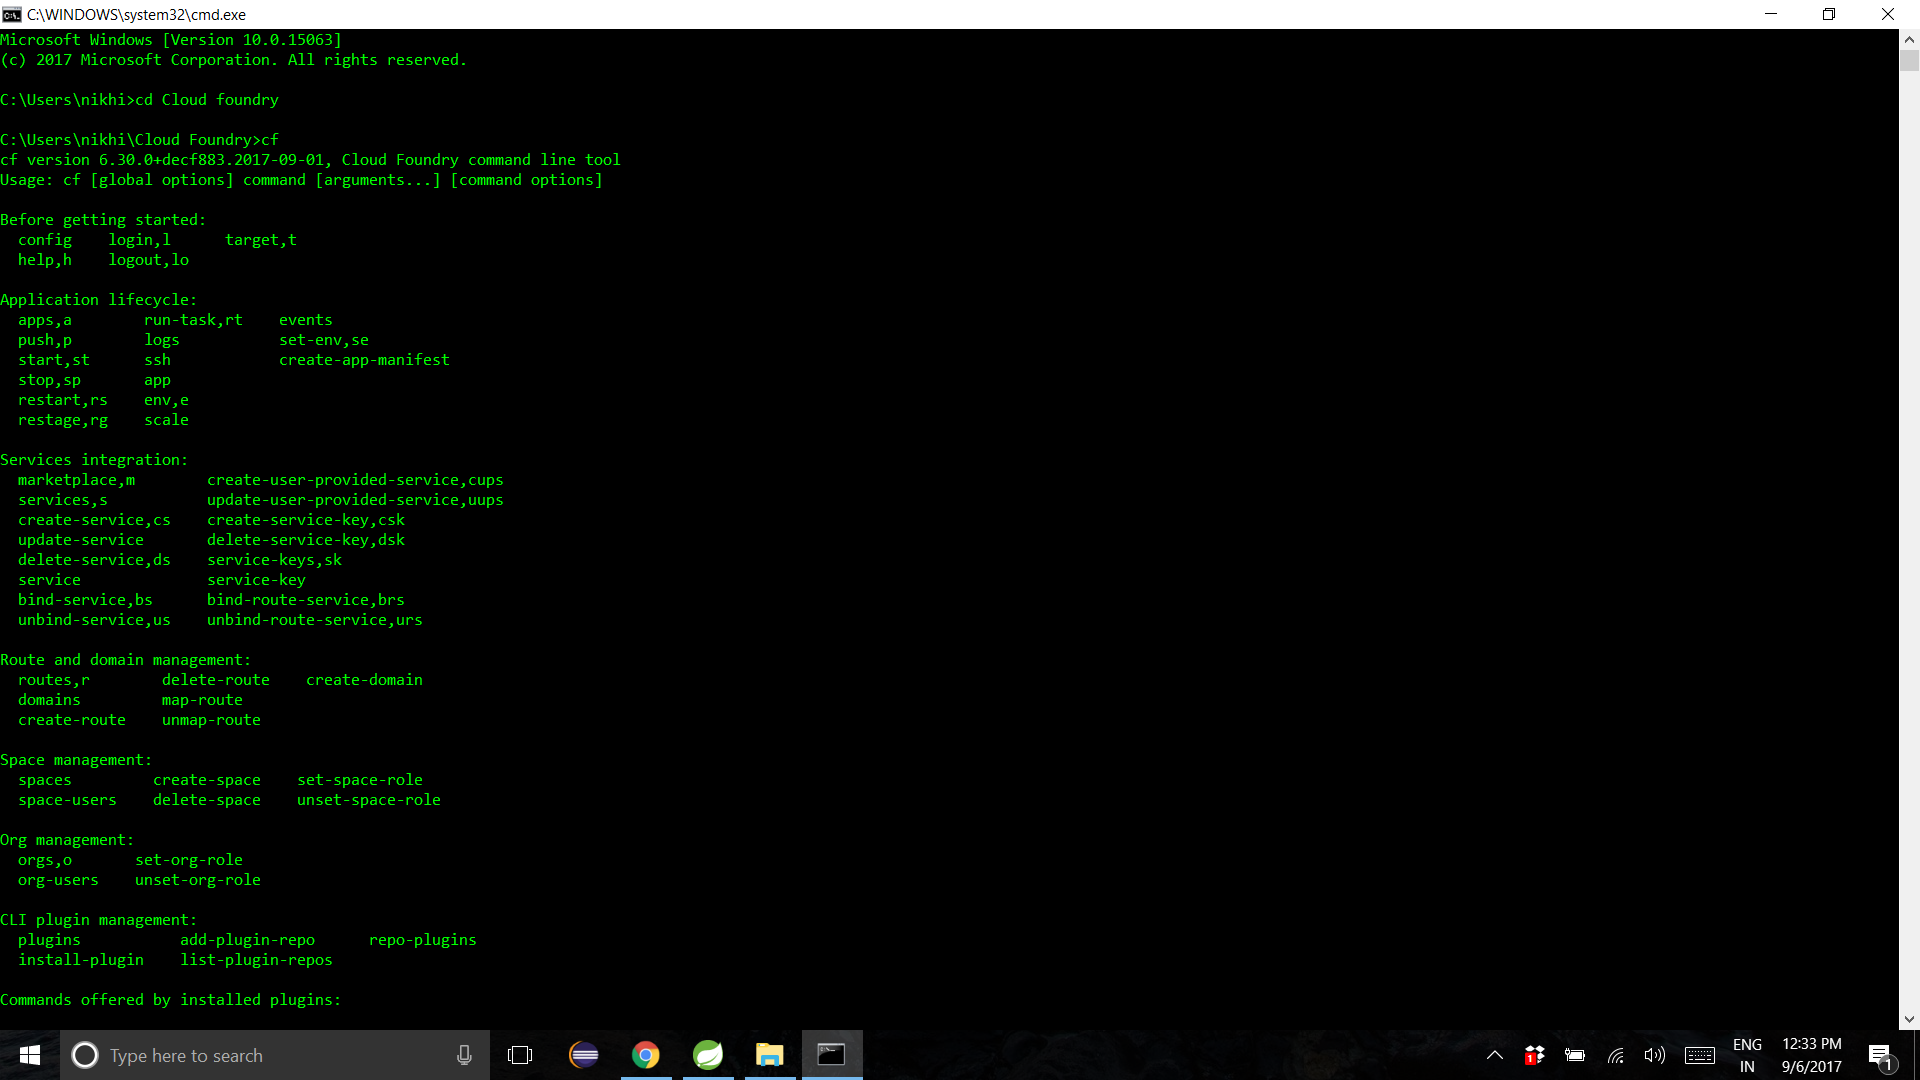 C:\WINDOWS\system32\cmd.exe
Microsoft Windows [Version 10.0.15063]
(c) 2017 Microsoft Corporation. All rights reserved.
C:\Users\nikhi>cd Cloud foundry
C:\Users\nikhi\Cloud Foundry>cf
cf version 6.30.0+decf883.2017-09-01, Cloud Foundry command line tool
Usage: cf [global options] command [arguments...] [command options]
Before getting started:
  config    login,l      target,t
  help,h    logout,lo
Application lifecycle:
  apps,a        run-task,rt    events
  push,p        logs           set-env,se
  start,st      ssh            create-app-manifest
  stop,sp       app
  restart,rs    env,e
  restage,rg    scale
Services integration:
  marketplace,m        create-user-provided-service,cups
  services,s           update-user-provided-service,uups
  create-service,cs    create-service-key,csk
  update-service       delete-service-key,dsk
  delete-service,ds    service-keys,sk
  service              service-key
  bind-service,bs      bind-route-service,brs
  unbind-service,us    unbind-route-service,urs
Route and domain management:
  routes,r        delete-route    create-domain
  domains         map-route
  create-route    unmap-route
Space management:
  spaces         create-space    set-space-role
  space-users    delete-space    unset-space-role
Org management:
  orgs,o       set-org-role
  org-users    unset-org-role
CLI plugin management:
  plugins           add-plugin-repo      repo-plugins
  install-plugin    list-plugin-repos
Commands offered by installed plugins:
Type here to search
1
ENG
IN
12:33 PM
9/6/2017
1